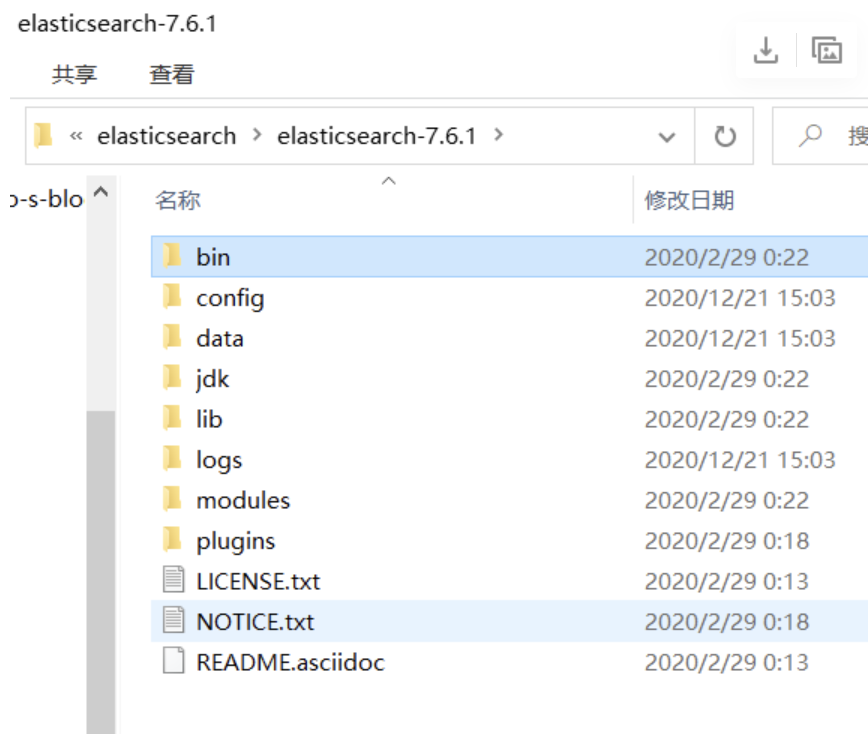 elasticsearch-7.6.1
共享 查看
« elasticsearch > elasticsearch-7.6.1 > 搜
名称 修改日期
bin 2020/2/29 0:22
config 2020/12/21 15:03
data 2020/12/21 15:03
jdk 2020/2/29 0:22
lib 2020/2/29 0:22
logs 2020/12/21 15:03
modules 2020/2/29 0:22
plugins 2020/2/29 0:18
LICENSE.txt 2020/2/29 0:13
NOTICE.txt 2020/2/29 0:18
README.asciidoc 2020/2/29 0:13